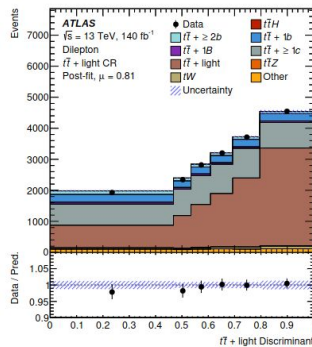 Events
7000
6000
5000
4000
3000
2000
1000
0
ATLAS
√s = 13 TeV, 140 fb⁻¹
Dilepton
tt̄ + light CR
Post-fit, μ = 0.81
Data
tt̄H
tt̄ + ≥ 2b
tt̄ + 1b
tt̄ + 1B
tt̄ + ≥ 1c
tt̄ + light
tt̄Z
tW
Other
Uncertainty
Data / Pred.
1.05
1
0.95
0.9
0 0.1 0.2 0.3 0.4 0.5 0.6 0.7 0.8 0.9 1
tt̄ + light Discriminant